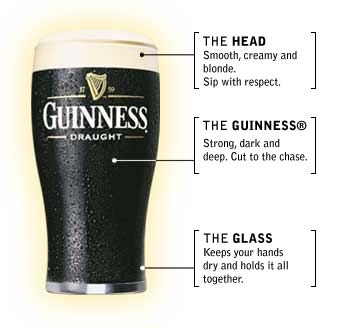 17 59
GUINNESS
DRAUGHT
THE HEAD
Smooth, creamy and
blonde.
Sip with respect.
THE GUINNESS®
Strong, dark and
deep. Cut to the chase.
THE GLASS
Keeps your hands
dry and holds it all
together.